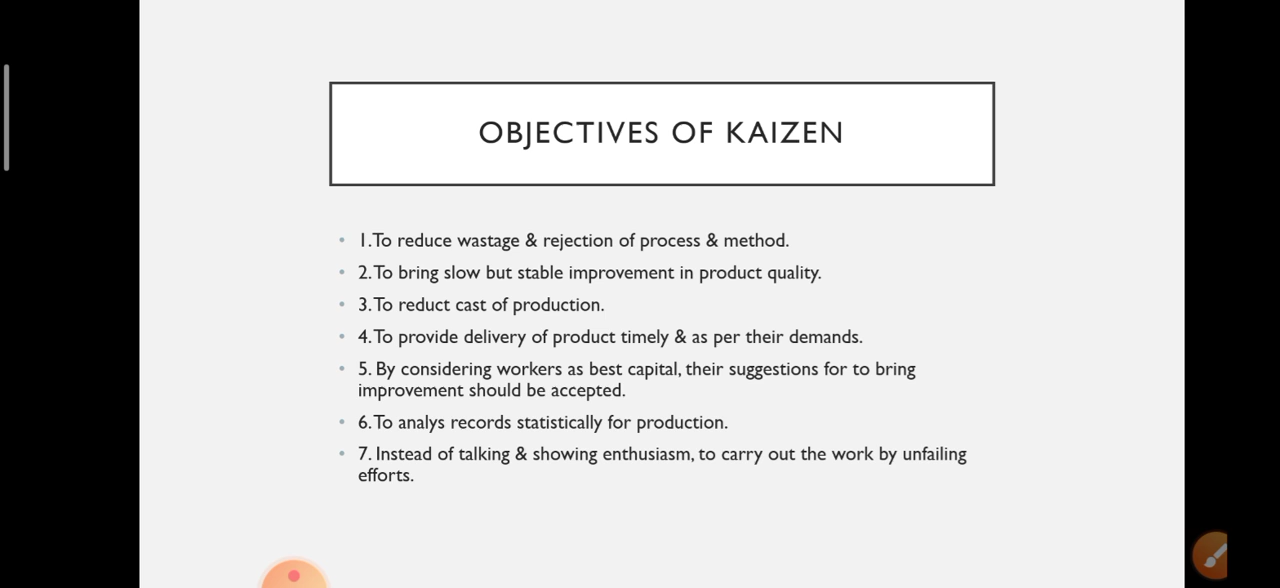 OBJECTIVES OF KAIZEN
• 1.To reduce wastage & rejection of process & method.
• 2.To bring slow but stable improvement in product quality.
• 3.To reduct cast of production.
• 4.To provide delivery of product timely & as per their demands.
• 5. By considering workers as best capital, their suggestions for to bring
improvement should be accepted.
• 6.To analys records statistically for production.
• 7. Instead of talking & showing enthusiasm, to carry out the work by unfailing
efforts.